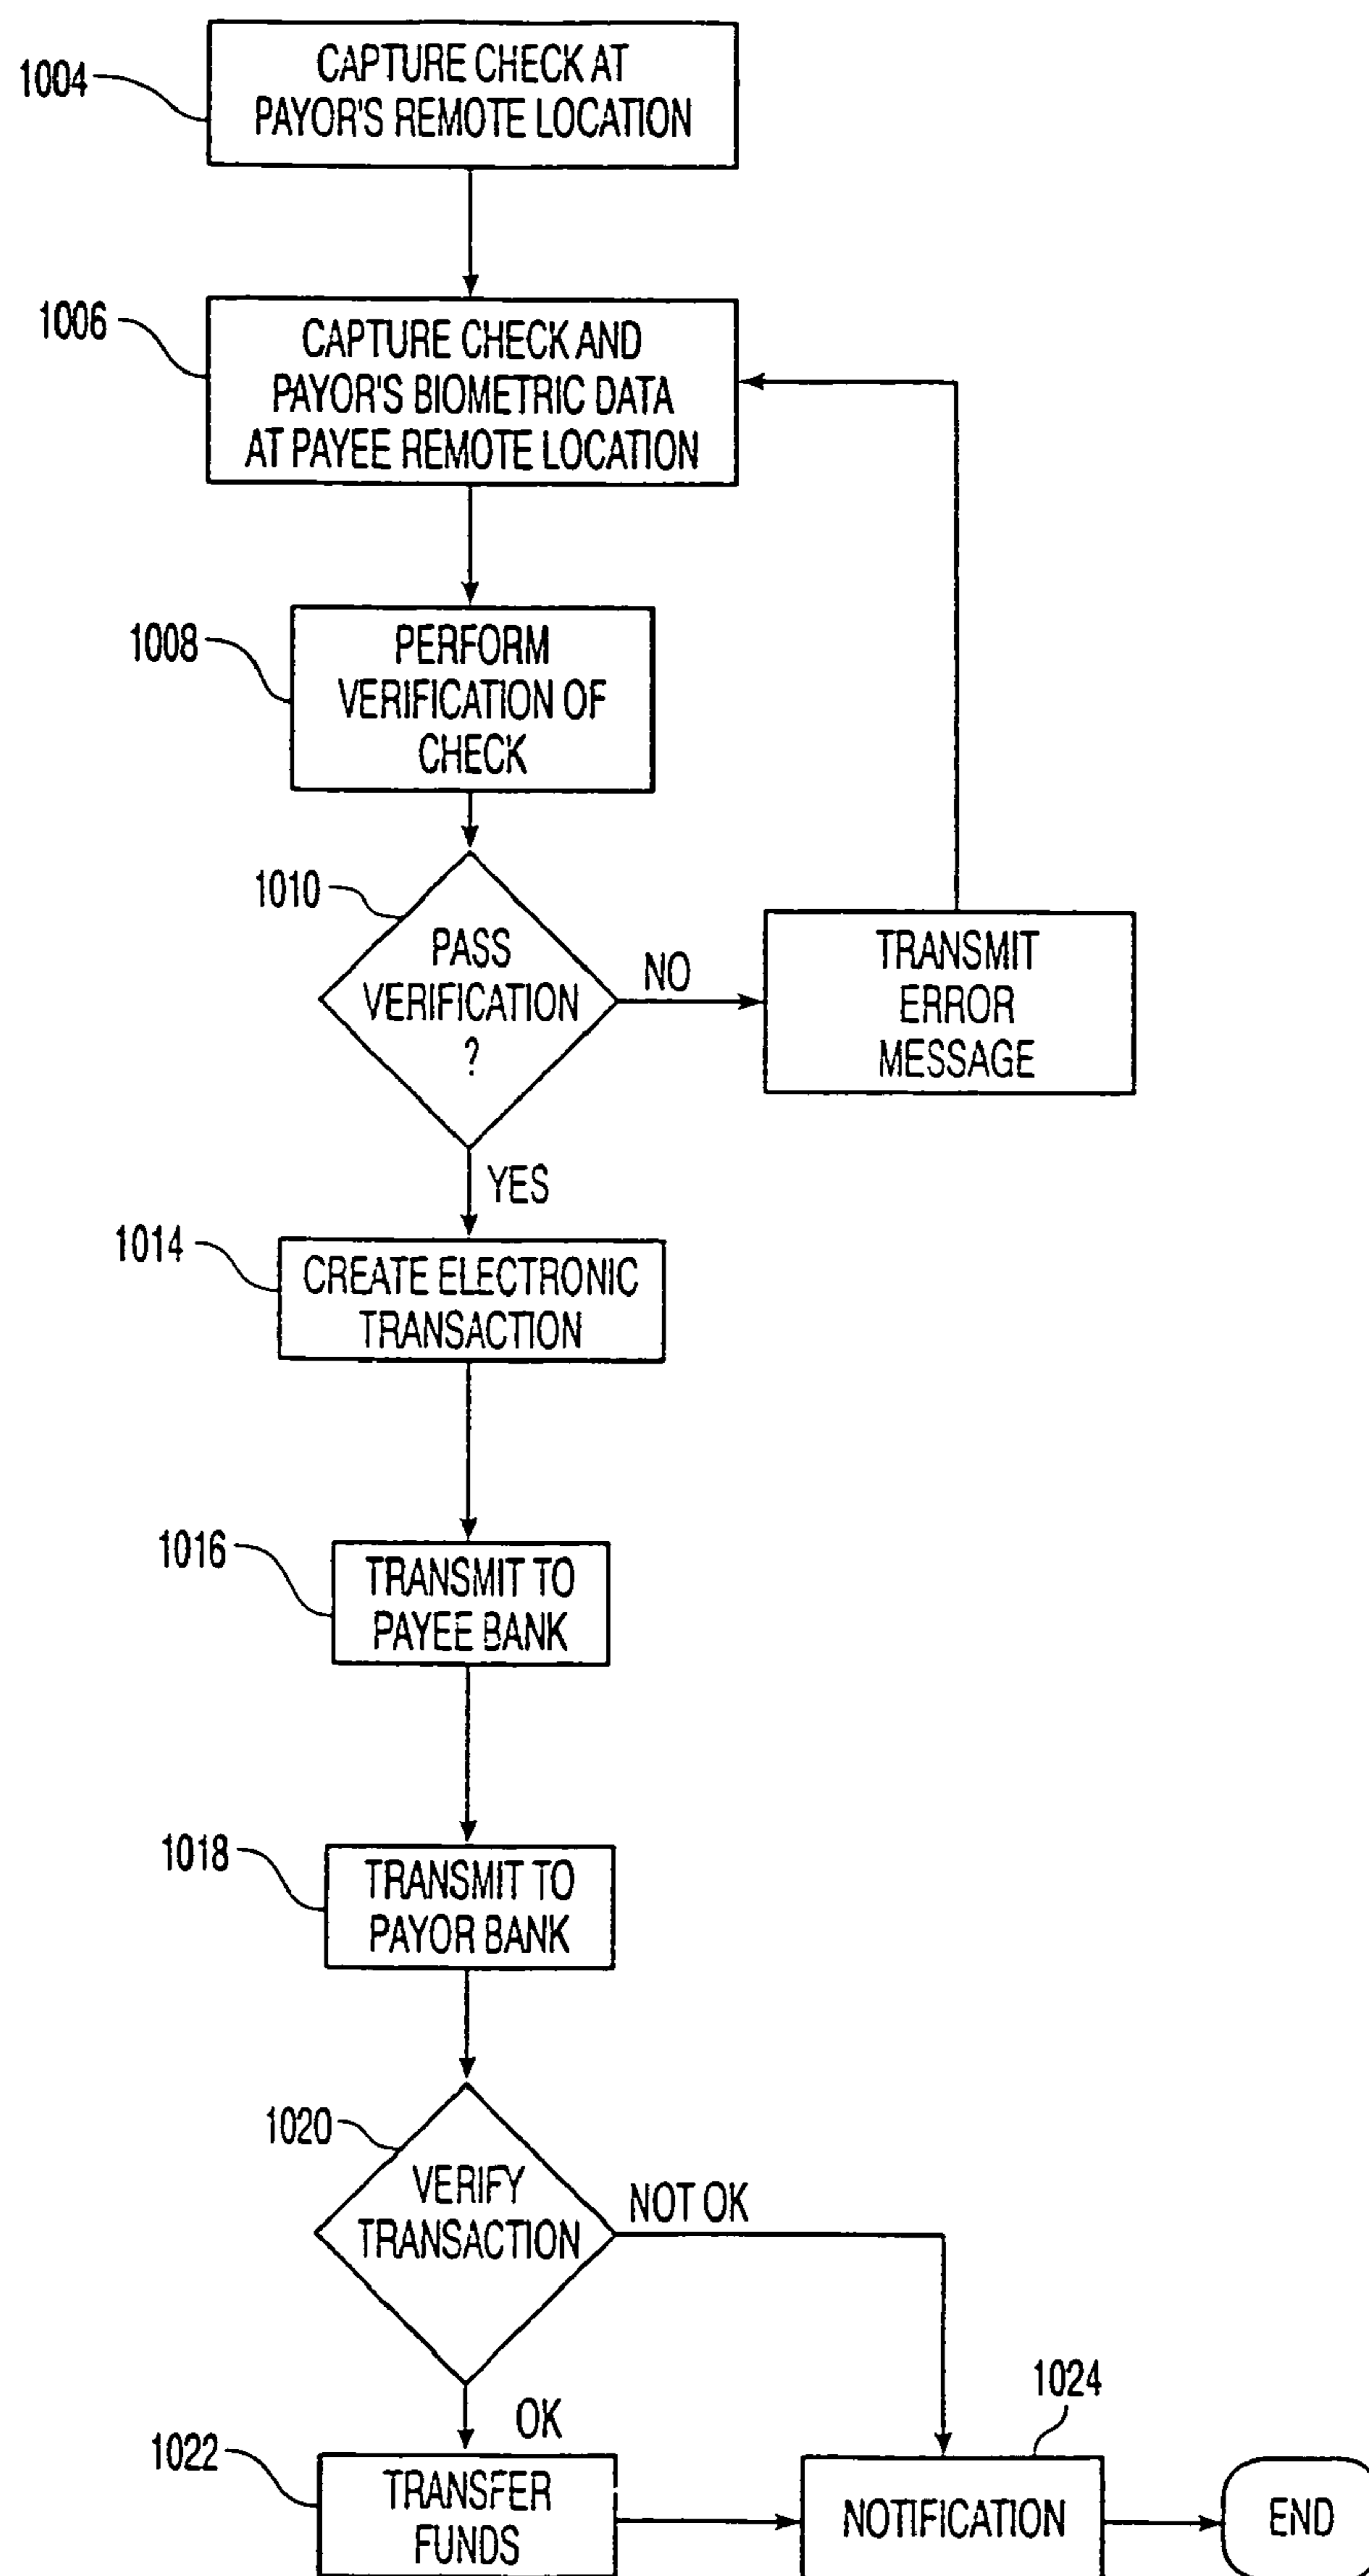 1004
CAPTURE CHECK AT
PAYOR'S REMOTE LOCATION
1006
CAPTURE CHECK AND
PAYOR'S BIOMETRIC DATA
AT PAYEE REMOTE LOCATION
1008
PERFORM
VERIFICATION OF
CHECK
1010
PASS
VERIFICATION
?
NO
TRANSMIT
ERROR
MESSAGE
YES
1014
CREATE ELECTRONIC
TRANSACTION
1016
TRANSMIT TO
PAYEE BANK
1018
TRANSMIT TO
PAYOR BANK
1020
VERIFY
TRANSACTION
NOT OK
OK
1022
TRANSFER
FUNDS
1024
NOTIFICATION
END